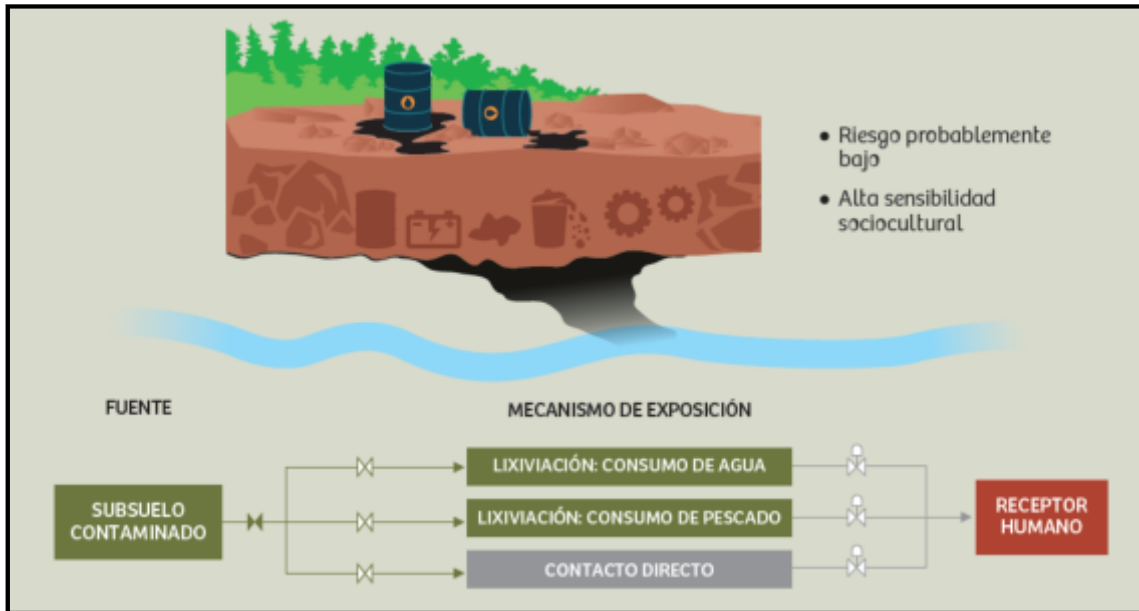 ● Riesgo probablemente
bajo
● Alta sensibilidad
sociocultural
FUENTE
MECANISMO DE EXPOSICIÓN
SUBSUELO
CONTAMINADO
LIXIVIACIÓN: CONSUMO DE AGUA
LIXIVIACIÓN: CONSUMO DE PESCADO
CONTACTO DIRECTO
RECEPTOR
HUMANO